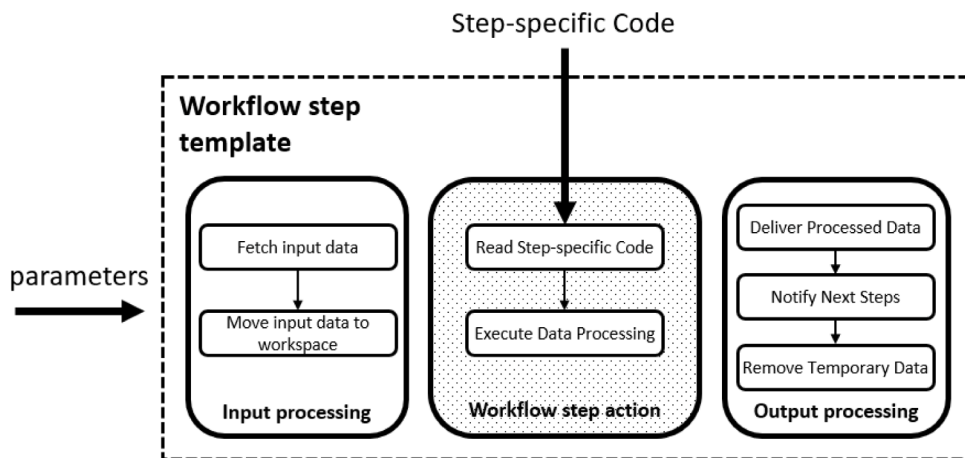 Step-specific Code
Workflow step
template
parameters
Fetch input data
Move input data to
workspace
Input processing
Read Step-specific Code
Execute Data Processing
Workflow step action
Deliver Processed Data
Notify Next Steps
Remove Temporary Data
Output processing